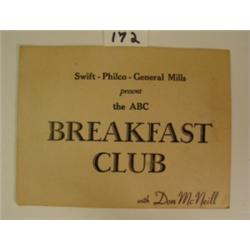 172
Swift - Philco - General Mills
present
the ABC
BREAKFAST
CLUB
with Don McNeill